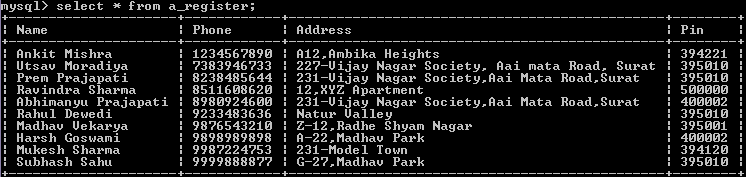 mysql> select * from a_register;
Name | Phone | Address | Pin
Ankit Mishra | 1234567890 | A12,Ambika Heights | 394221
Utsav Moradiya | 7383946733 | 227-Vijay Nagar Society, Aai mata Road, Surat | 395010
Prem Prajapati | 8238485644 | 231-Vijay Nagar Society,Aai Mata Road,Surat | 395010
Ravindra Sharma | 8511608620 | 12,XYZ Apartment | 500000
Abhimanyu Prajapati | 8980924600 | 231-Vijay Nagar Society,Aai Mata Road,Surat | 400002
Rahul Dewedi | 9233483636 | Natur Valley | 395010
Madhav Vekarya | 9876543210 | Z-12,Radhe Shyam Nagar | 395001
Harsh Goswami | 9898989898 | A-22,Madhav Park | 400002
Mukesh Sharma | 9987224753 | 231-Model Town | 394120
Subhash Sahu | 9999888877 | G-27,Madhav Park | 395010